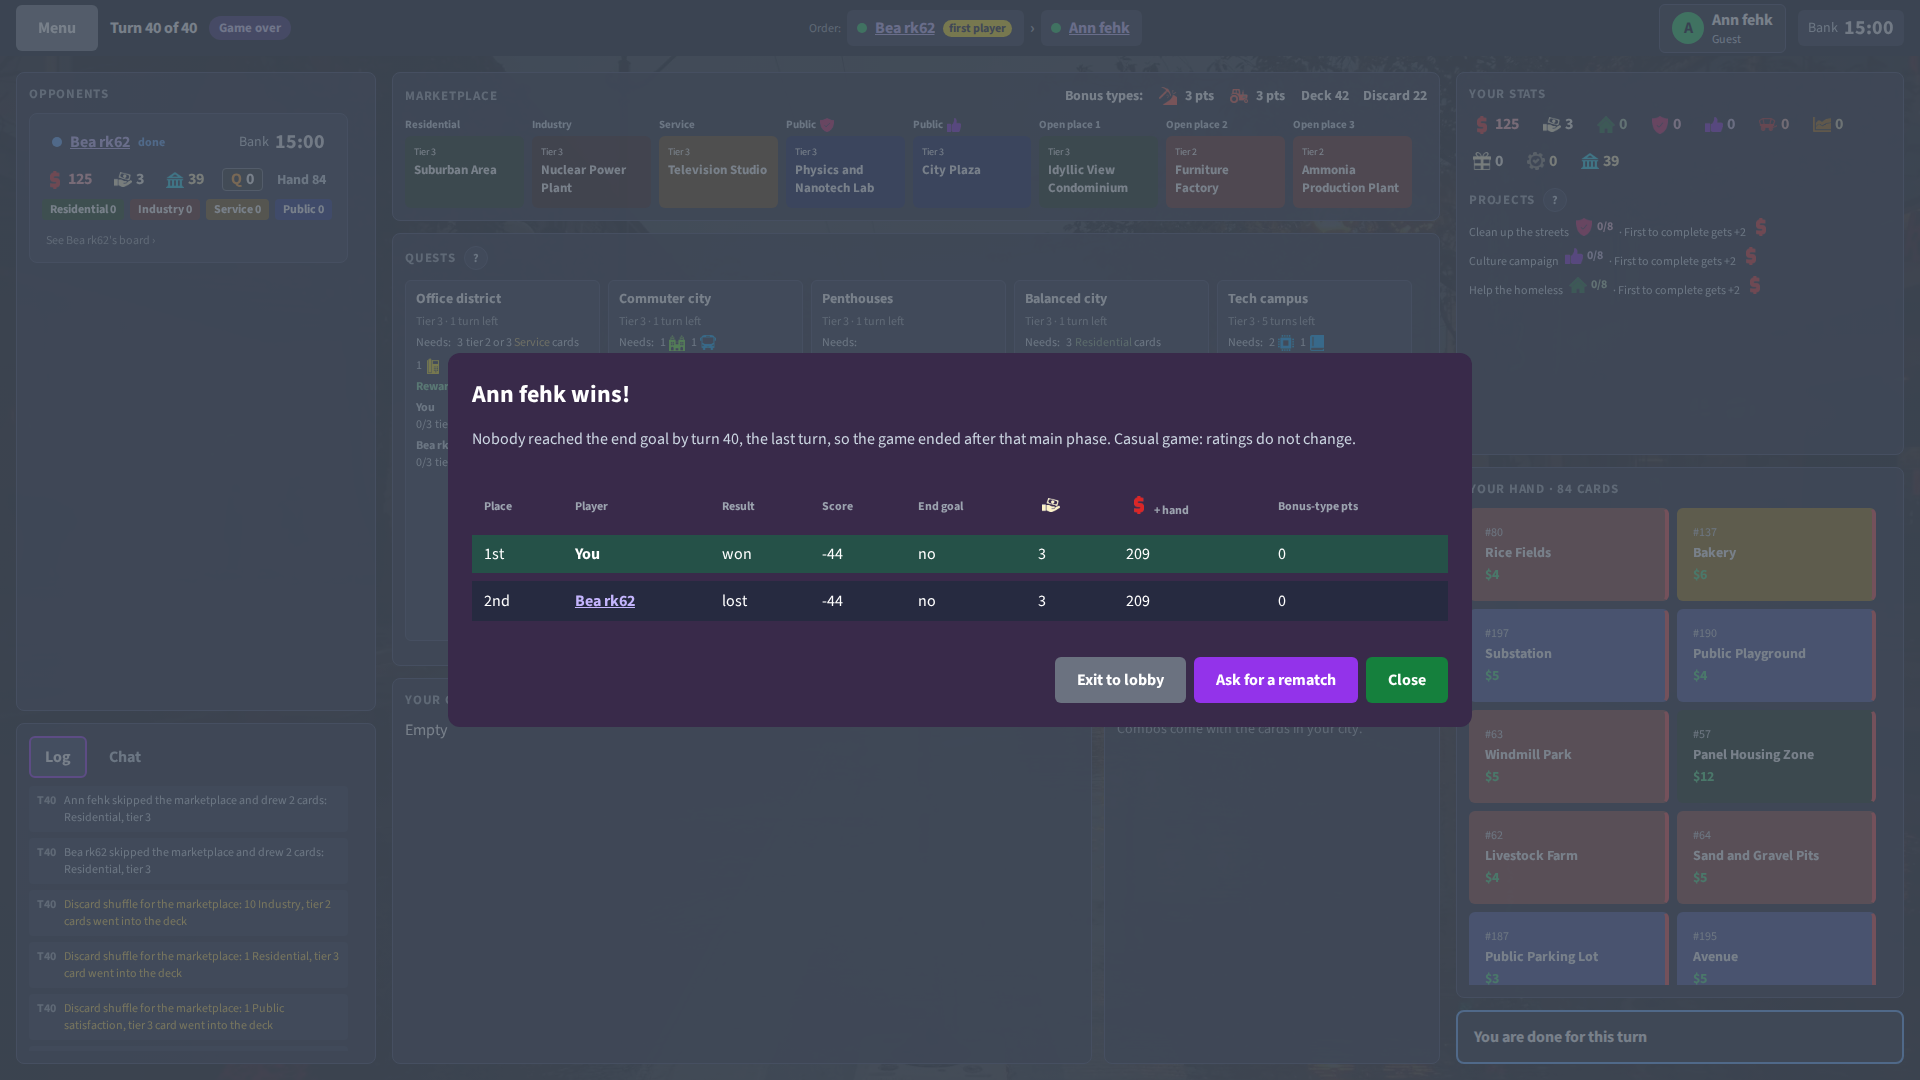 Menu
Turn 40 of 40
Game over
Order:
Bea rk62
first player
›
Ann fehk
A
Ann fehk
Guest
Bank 15:00
OPPONENTS
Bea rk62 done
Bank 15:00
125 3 39 Q 0 Hand 84
Residential 0 Industry 0 Service 0 Public 0
See Bea rk62's board ›
MARKETPLACE
Bonus types: 3 pts 3 pts Deck 42 Discard 22
Residential
Tier 3
Suburban Area
Industry
Tier 3
Nuclear Power
Plant
Service
Tier 3
Television Studio
Public
Tier 3
Physics and
Nanotech Lab
Public
Tier 3
City Plaza
Open place 1
Tier 3
Idyllic View
Condominium
Open place 2
Tier 2
Furniture
Factory
Open place 3
Tier 2
Ammonia
Production Plant
QUESTS ?
Office district
Tier 3 · 1 turn left
Needs: 3 tier 2 or 3 Service cards
1
Rewar
You
0/3 tie
Bea rk
0/3 tie
Commuter city
Tier 3 · 1 turn left
Needs: 1 1
Penthouses
Tier 3 · 1 turn left
Needs:
Balanced city
Tier 3 · 1 turn left
Needs: 3 Residential cards
Tech campus
Tier 3 · 5 turns left
Needs: 2 1
Ann fehk wins!
Nobody reached the end goal by turn 40, the last turn, so the game ended after that main phase. Casual game: ratings do not change.
Place Player Result Score End goal + hand Bonus-type pts
1st You won -44 no 3 209 0
2nd Bea rk62 lost -44 no 3 209 0
Exit to lobby
Ask for a rematch
Close
YOUR C
Empty
Combos come with the cards in your city.
Log
Chat
T40 Ann fehk skipped the marketplace and drew 2 cards:
Residential, tier 3
T40 Bea rk62 skipped the marketplace and drew 2 cards:
Residential, tier 3
T40 Discard shuffle for the marketplace: 10 Industry, tier 2
cards went into the deck
T40 Discard shuffle for the marketplace: 1 Residential, tier 3
card went into the deck
T40 Discard shuffle for the marketplace: 1 Public
satisfaction, tier 3 card went into the deck
YOUR STATS
125 3 0 0 0 0 0
0 0 39
PROJECTS ?
Clean up the streets 0/8 · First to complete gets +2
Culture campaign 0/8 · First to complete gets +2
Help the homeless 0/8 · First to complete gets +2
YOUR HAND · 84 CARDS
#80
Rice Fields
$4
#137
Bakery
$6
#197
Substation
$5
#190
Public Playground
$4
#63
Windmill Park
$5
#57
Panel Housing Zone
$12
#62
Livestock Farm
$4
#64
Sand and Gravel Pits
$5
#187
Public Parking Lot
$3
#195
Avenue
$5
You are done for this turn